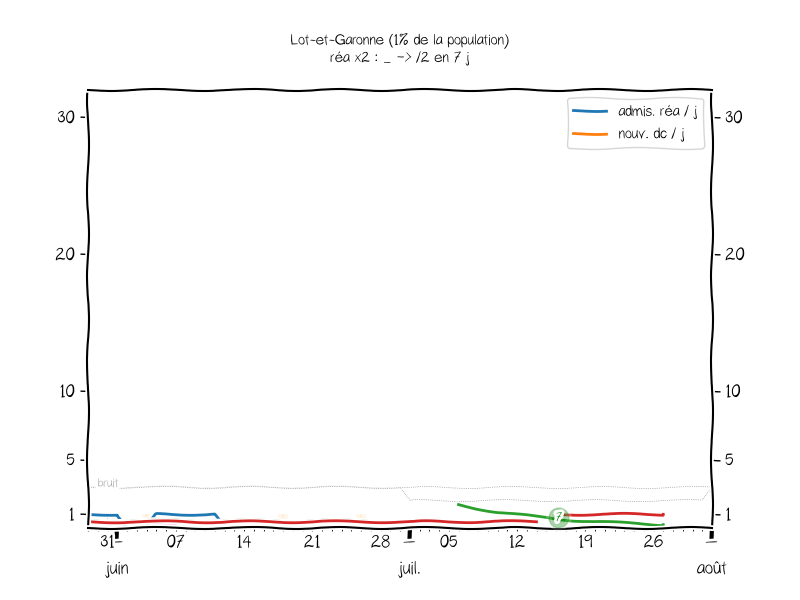 Lot-et-Garonne (1% de la population)
réa x2 : _ -> /2 en 7 j
admis. réa / j
nouv. dc / j
30
30
20
20
10
10
5
5
bruit
1
1
7
31
07
14
21
28
05
12
19
26
juin
juil.
août